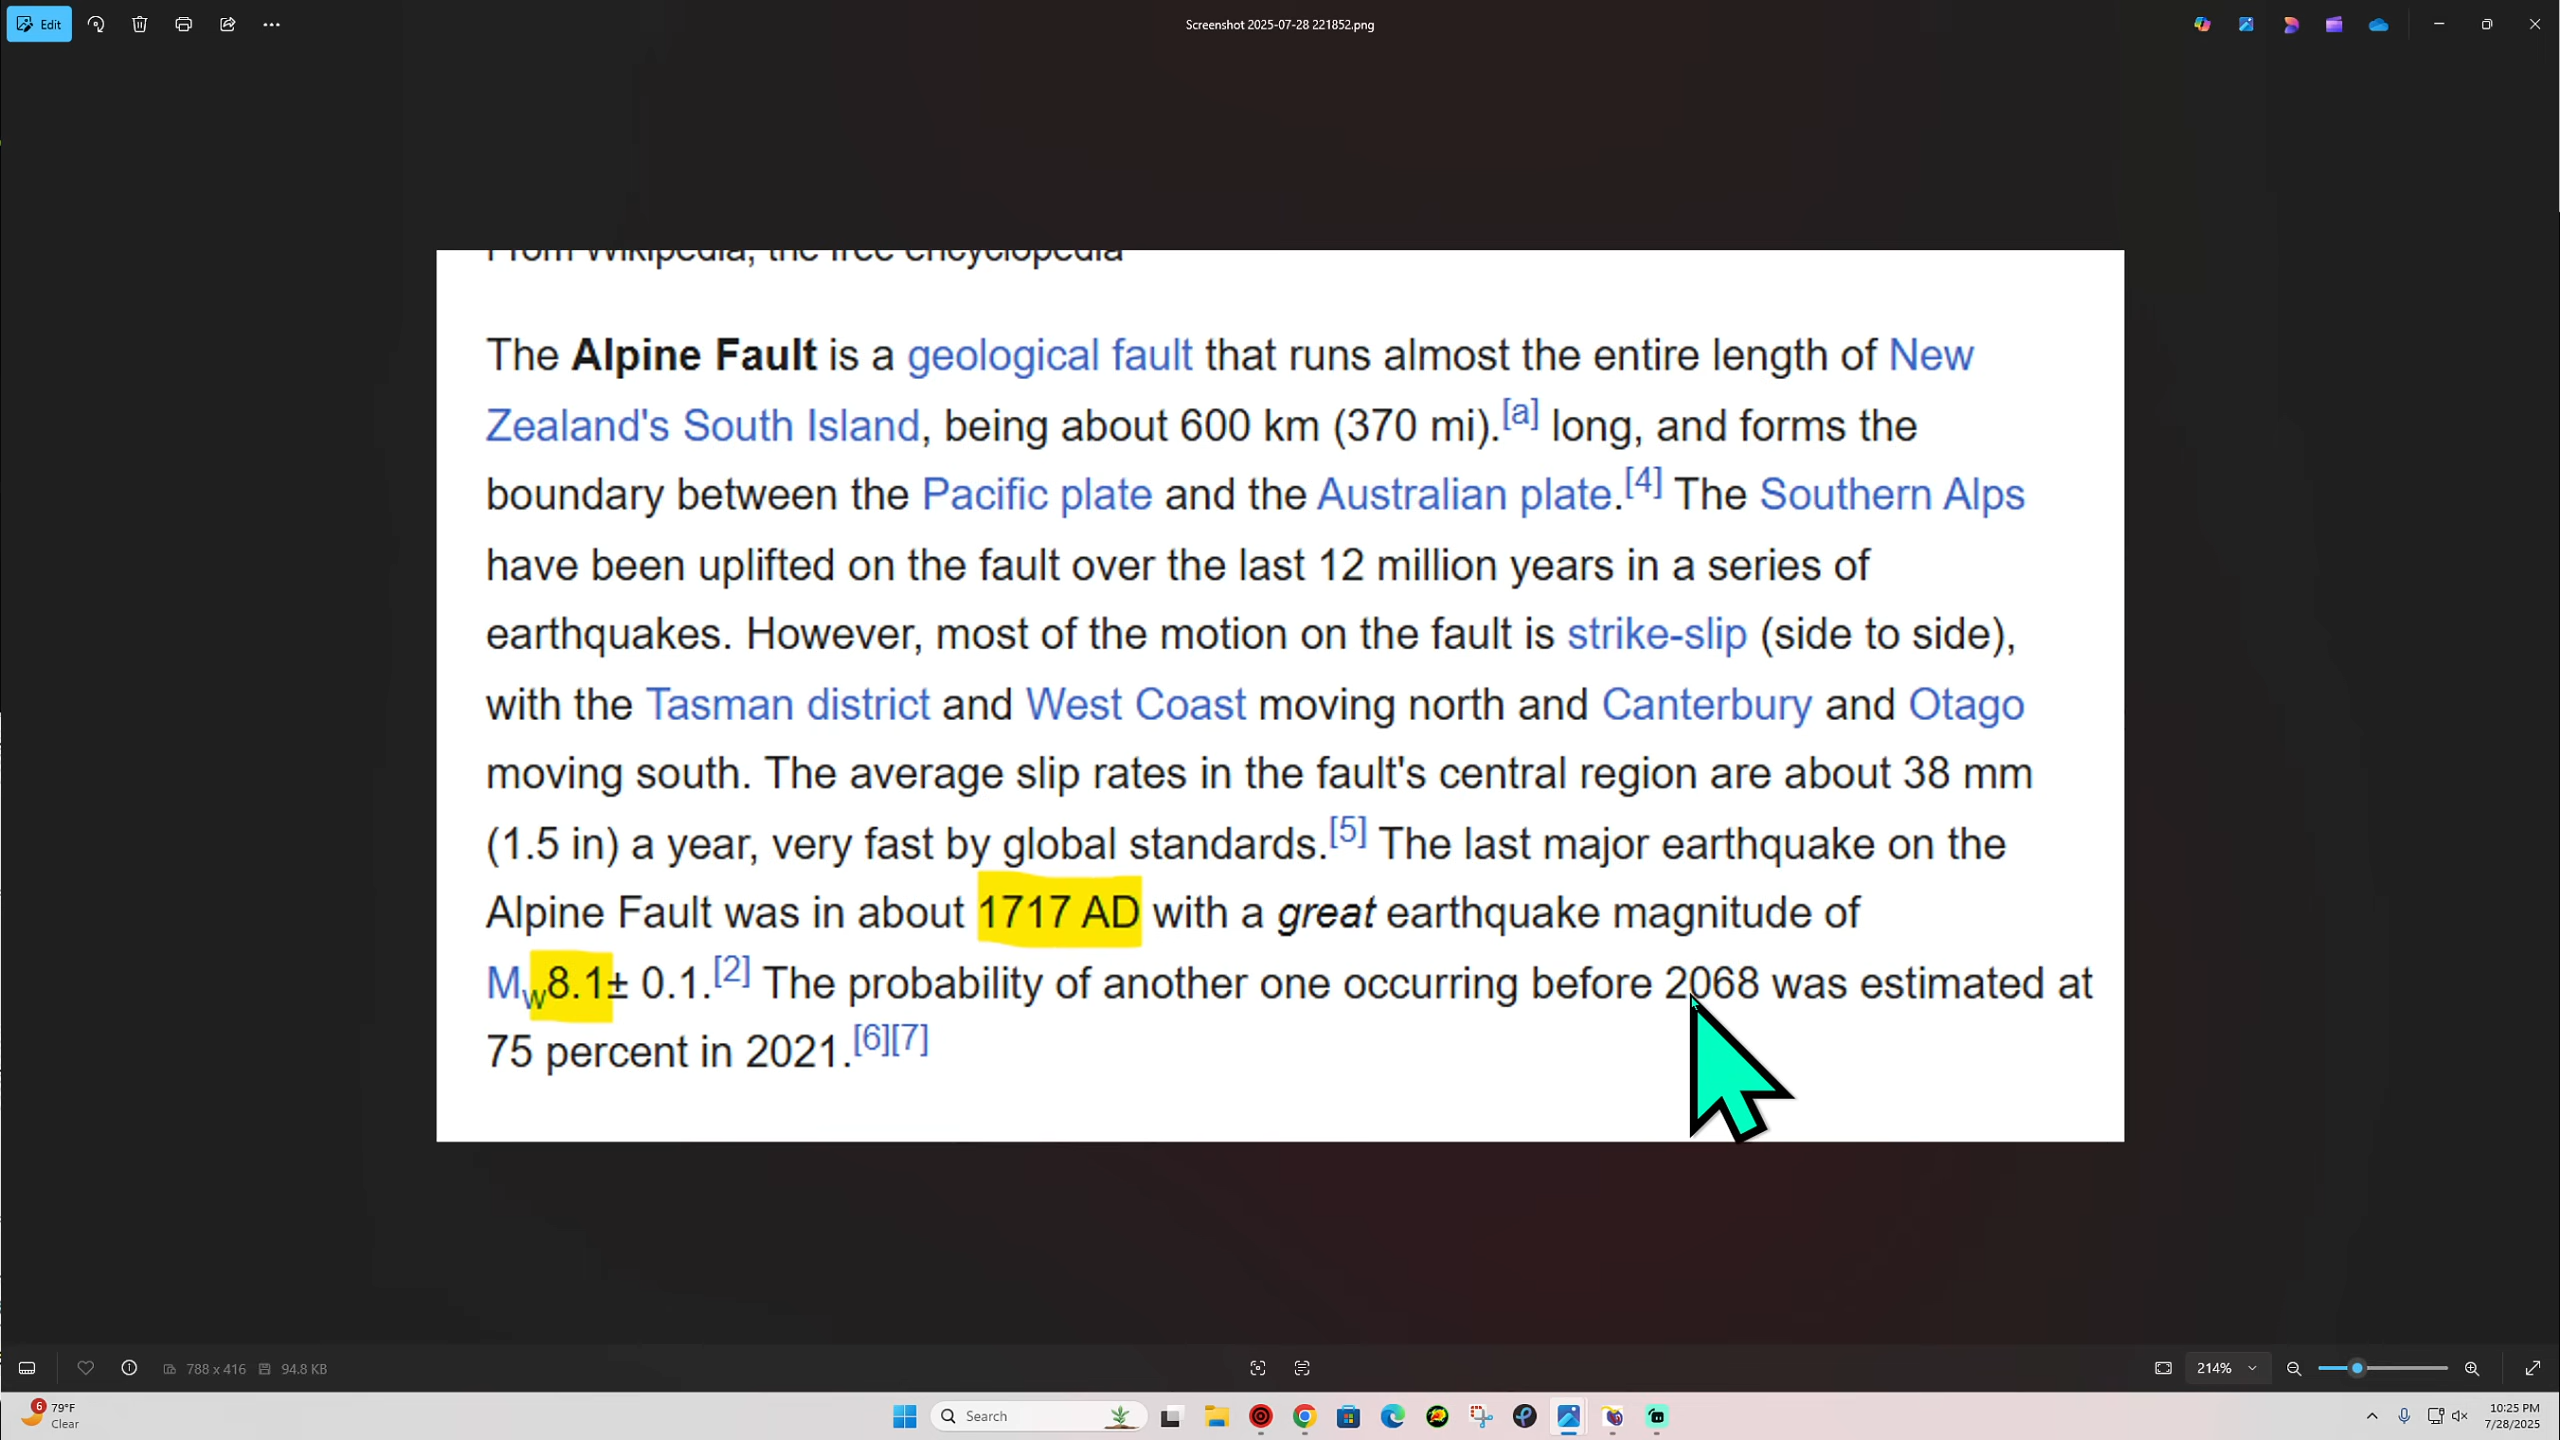 Edit
Screenshot 2025-07-28 221852.png
From Wikipedia, the free encyclopedia
The Alpine Fault is a geological fault that runs almost the entire length of New
Zealand's South Island, being about 600 km (370 mi).[a] long, and forms the
boundary between the Pacific plate and the Australian plate.[4] The Southern Alps
have been uplifted on the fault over the last 12 million years in a series of
earthquakes. However, most of the motion on the fault is strike-slip (side to side),
with the Tasman district and West Coast moving north and Canterbury and Otago
moving south. The average slip rates in the fault's central region are about 38 mm
(1.5 in) a year, very fast by global standards.[5] The last major earthquake on the
Alpine Fault was in about 1717 AD with a great earthquake magnitude of
Mw8.1± 0.1.[2] The probability of another one occurring before 2068 was estimated at
75 percent in 2021.[6][7]
788 x 416 94.8 KB
214%
6
79°F
Clear
Search
10:25 PM
7/28/2025